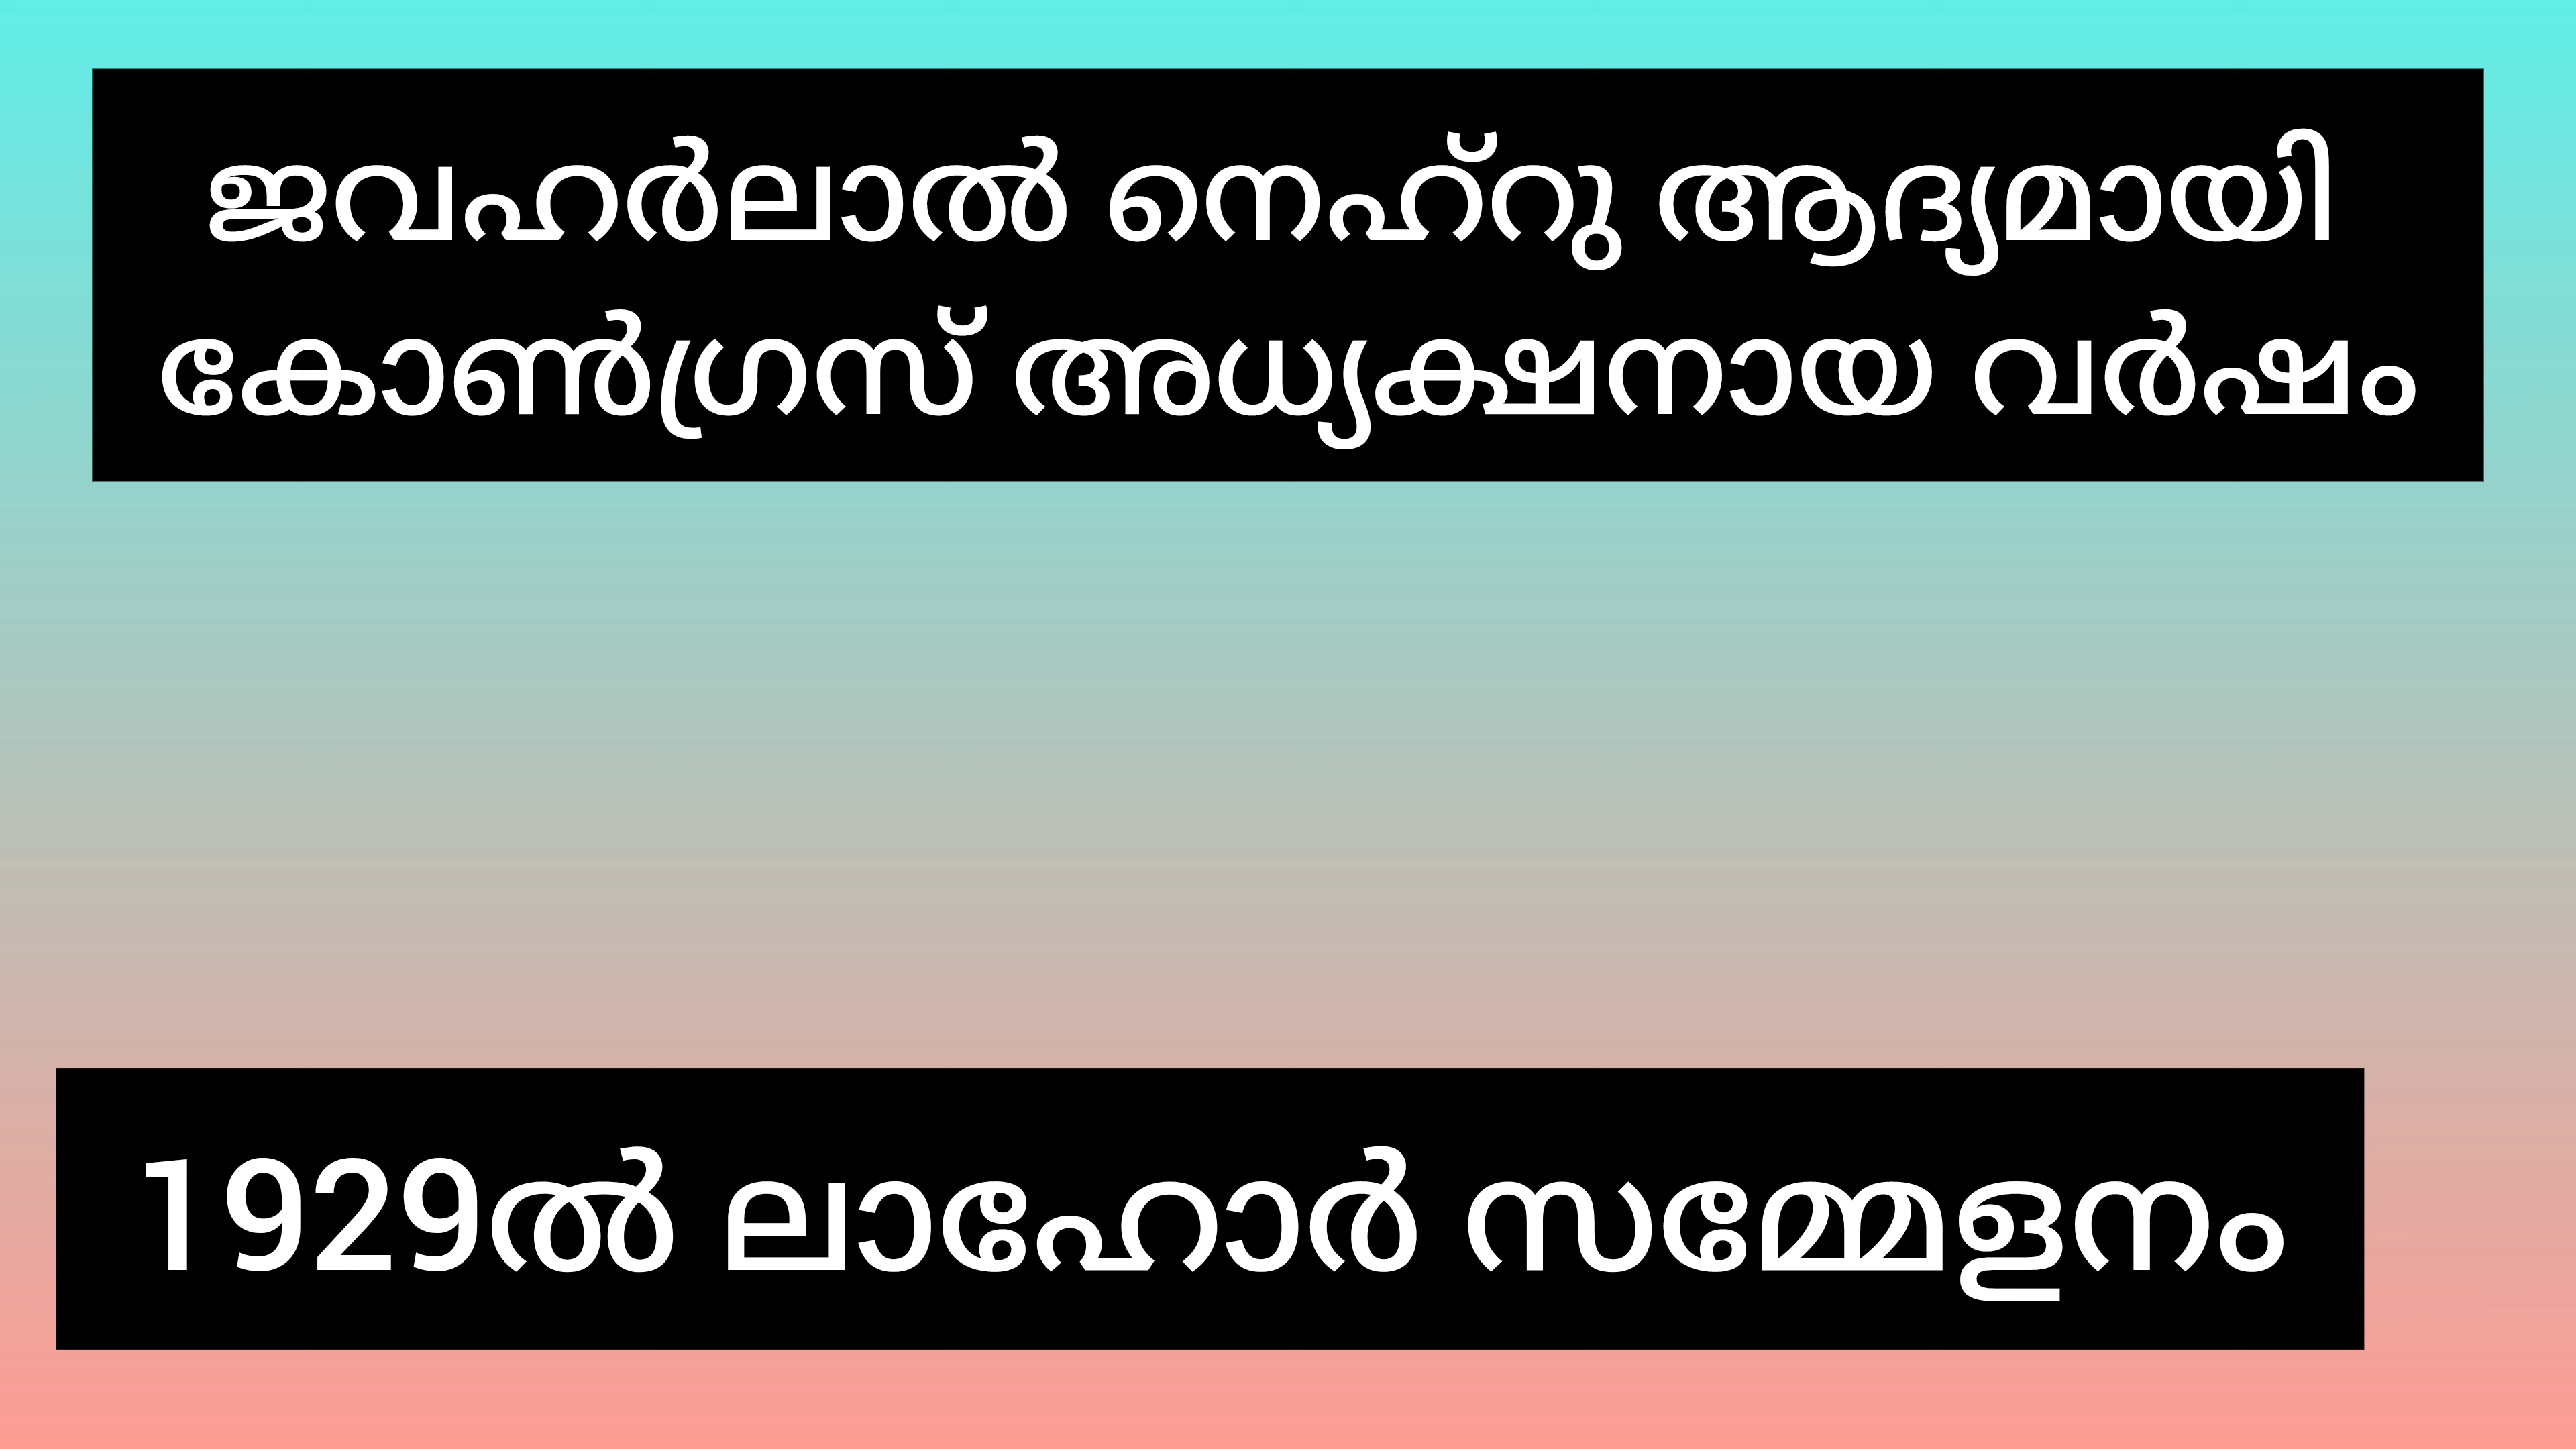 ജവഹർലാൽ നെഹ്റു ആദ്യമായി
കോൺഗ്രസ് അധ്യക്ഷനായ വർഷം
1929ൽ ലാഹോർ സമ്മേളനം